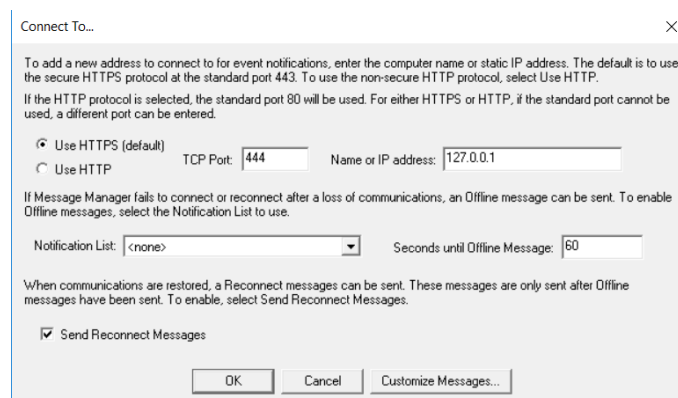 Connect To...
To add a new address to connect to for event notifications, enter the computer name or static IP address. The default is to use
the secure HTTPS protocol at the standard port 443. To use the non-secure HTTP protocol, select Use HTTP.
If the HTTP protocol is selected, the standard port 80 will be used. For either HTTPS or HTTP, if the standard port cannot be
used, a different port can be entered.
Use HTTPS (default)
Use HTTP
TCP Port: 444 Name or IP address: 127.0.0.1
If Message Manager fails to connect or reconnect after a loss of communications, an Offline message can be sent. To enable
Offline messages, select the Notification List to use.
Notification List: <none> Seconds until Offline Message: 60
When communications are restored, a Reconnect messages can be sent. These messages are only sent after Offline
messages have been sent. To enable, select Send Reconnect Messages.
Send Reconnect Messages
OK Cancel Customize Messages...